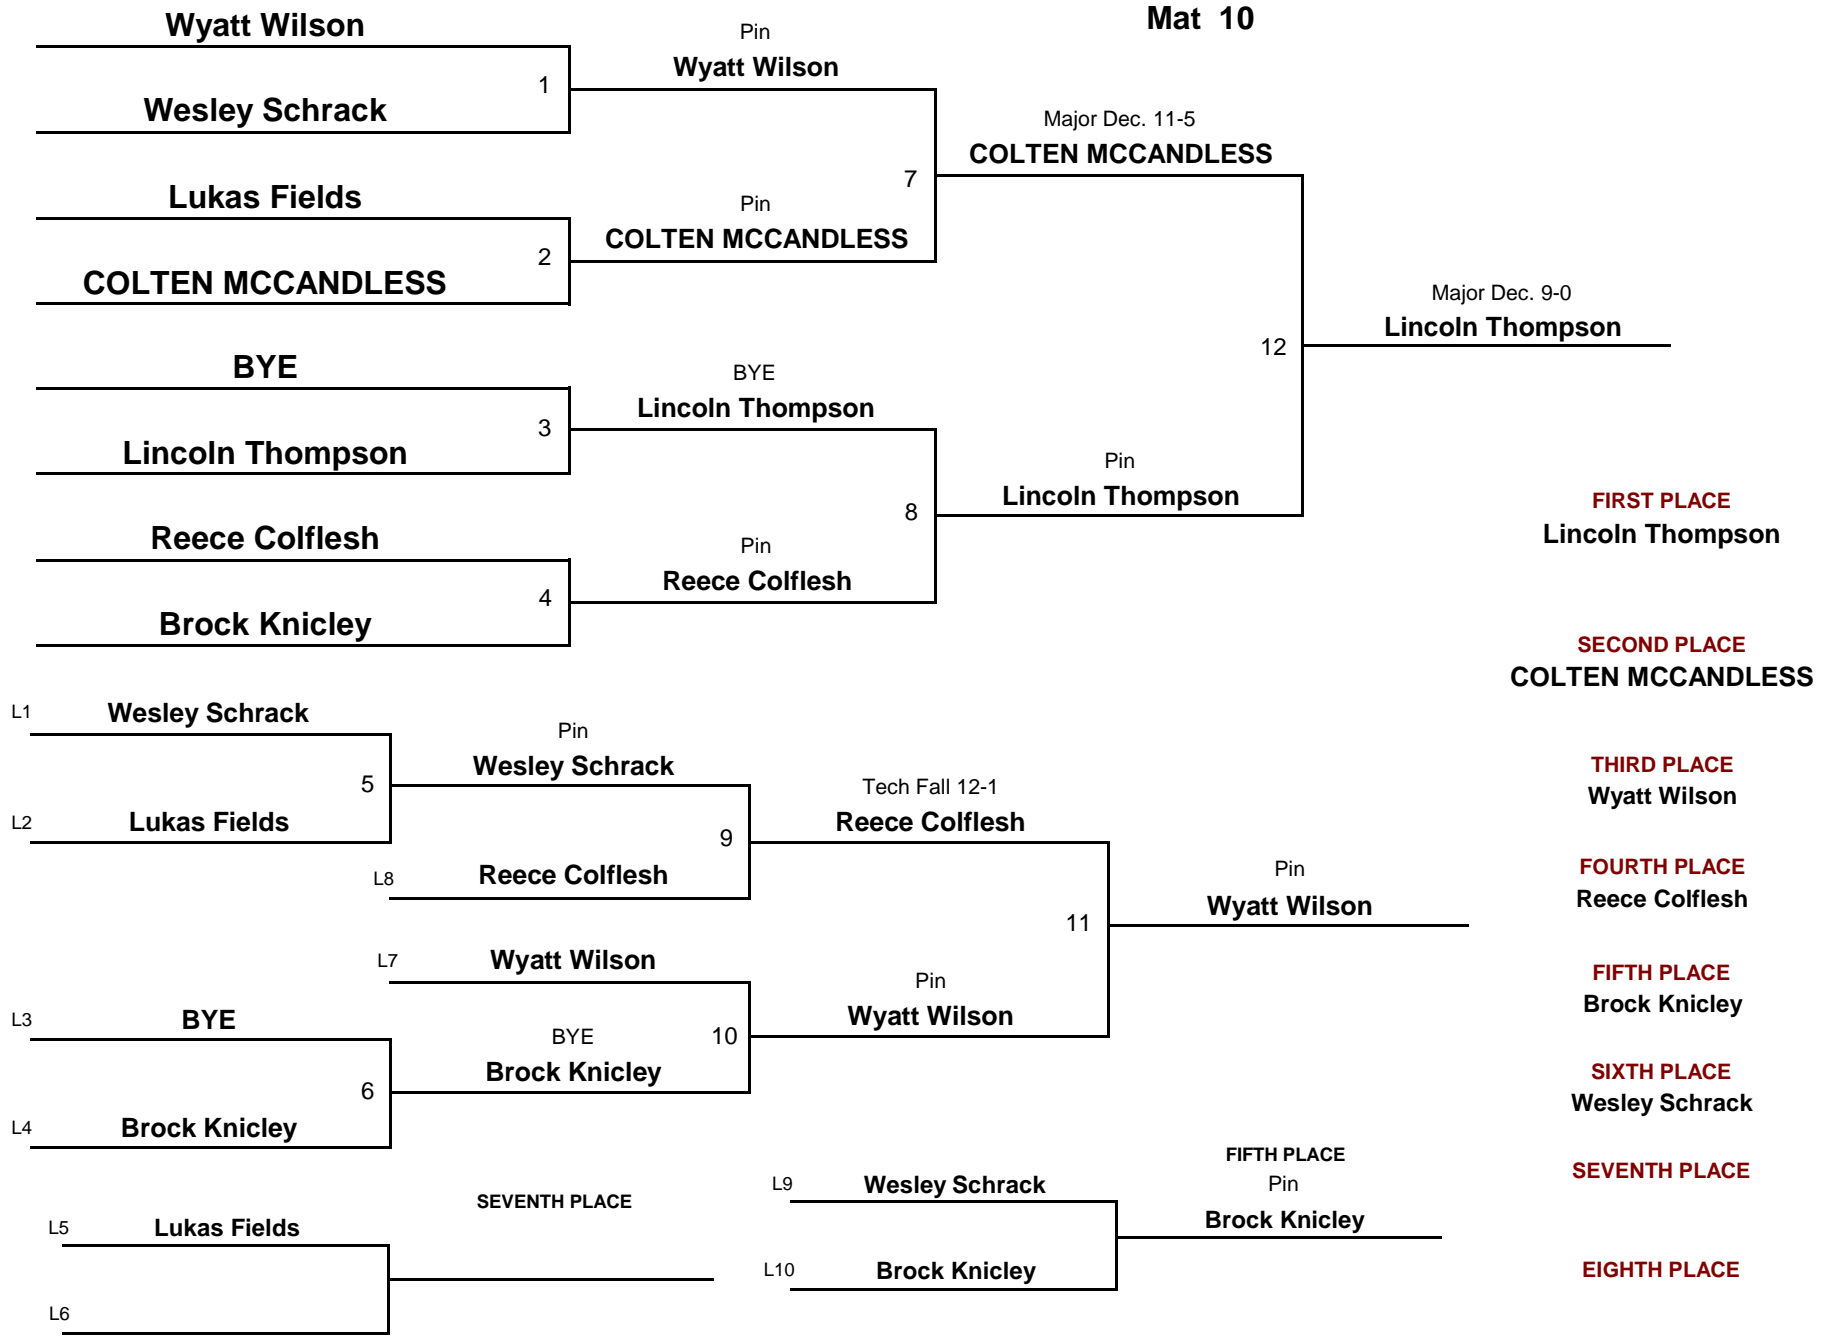 Mat 10
Wyatt Wilson
Wesley Schrack
1
Lukas Fields
COLTEN MCCANDLESS
2
BYE
Lincoln Thompson
3
Reece Colflesh
Brock Knicley
4
Pin
Wyatt Wilson
Pin
COLTEN MCCANDLESS
7
BYE
Lincoln Thompson
Pin
Reece Colflesh
8
Major Dec. 11-5
COLTEN MCCANDLESS
Pin
Lincoln Thompson
12
Major Dec. 9-0
Lincoln Thompson
L1
Wesley Schrack
L2
Lukas Fields
5
L3
BYE
L4
Brock Knicley
6
Pin
Wesley Schrack
L8
Reece Colflesh
9
L7
Wyatt Wilson
BYE
Brock Knicley
10
Tech Fall 12-1
Reece Colflesh
Pin
Wyatt Wilson
11
Pin
Wyatt Wilson
L5
Lukas Fields
L6
SEVENTH PLACE
L9
Wesley Schrack
L10
Brock Knicley
FIFTH PLACE
Pin
Brock Knicley
FIRST PLACE
Lincoln Thompson
SECOND PLACE
COLTEN MCCANDLESS
THIRD PLACE
Wyatt Wilson
FOURTH PLACE
Reece Colflesh
FIFTH PLACE
Brock Knicley
SIXTH PLACE
Wesley Schrack
SEVENTH PLACE
EIGHTH PLACE